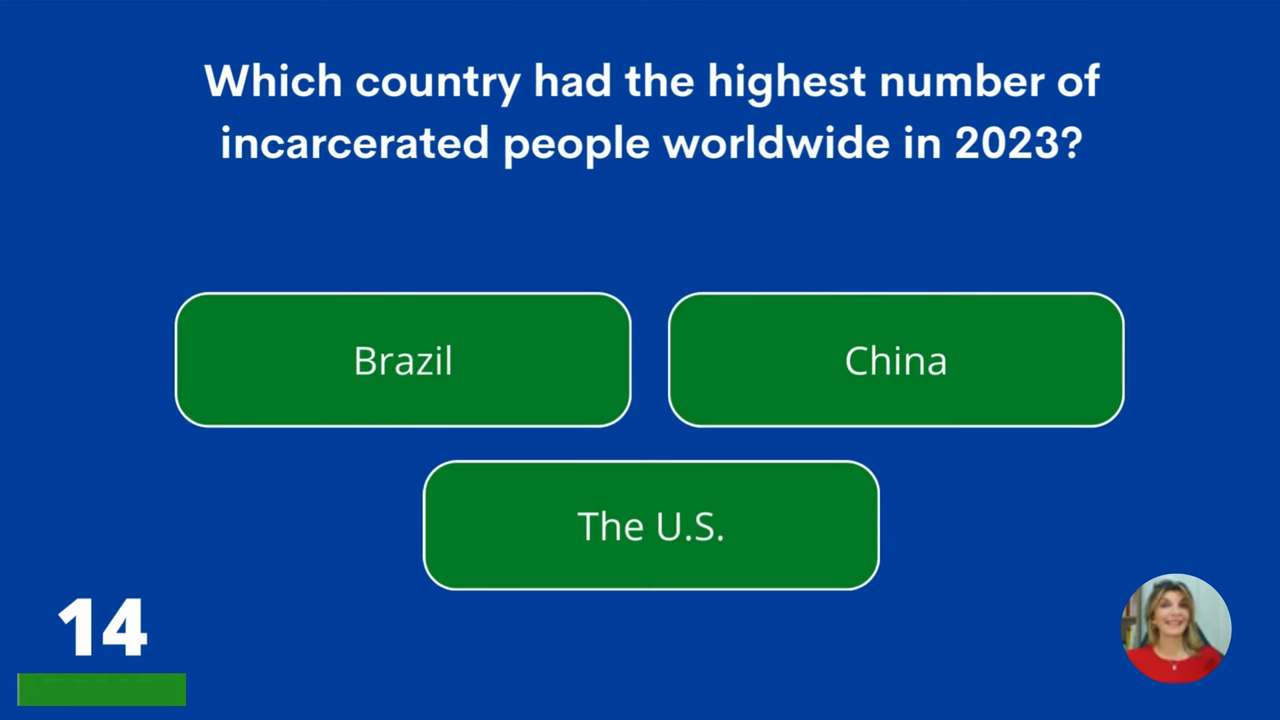 Which country had the highest number of
incarcerated people worldwide in 2023?
Brazil
China
The U.S.
14